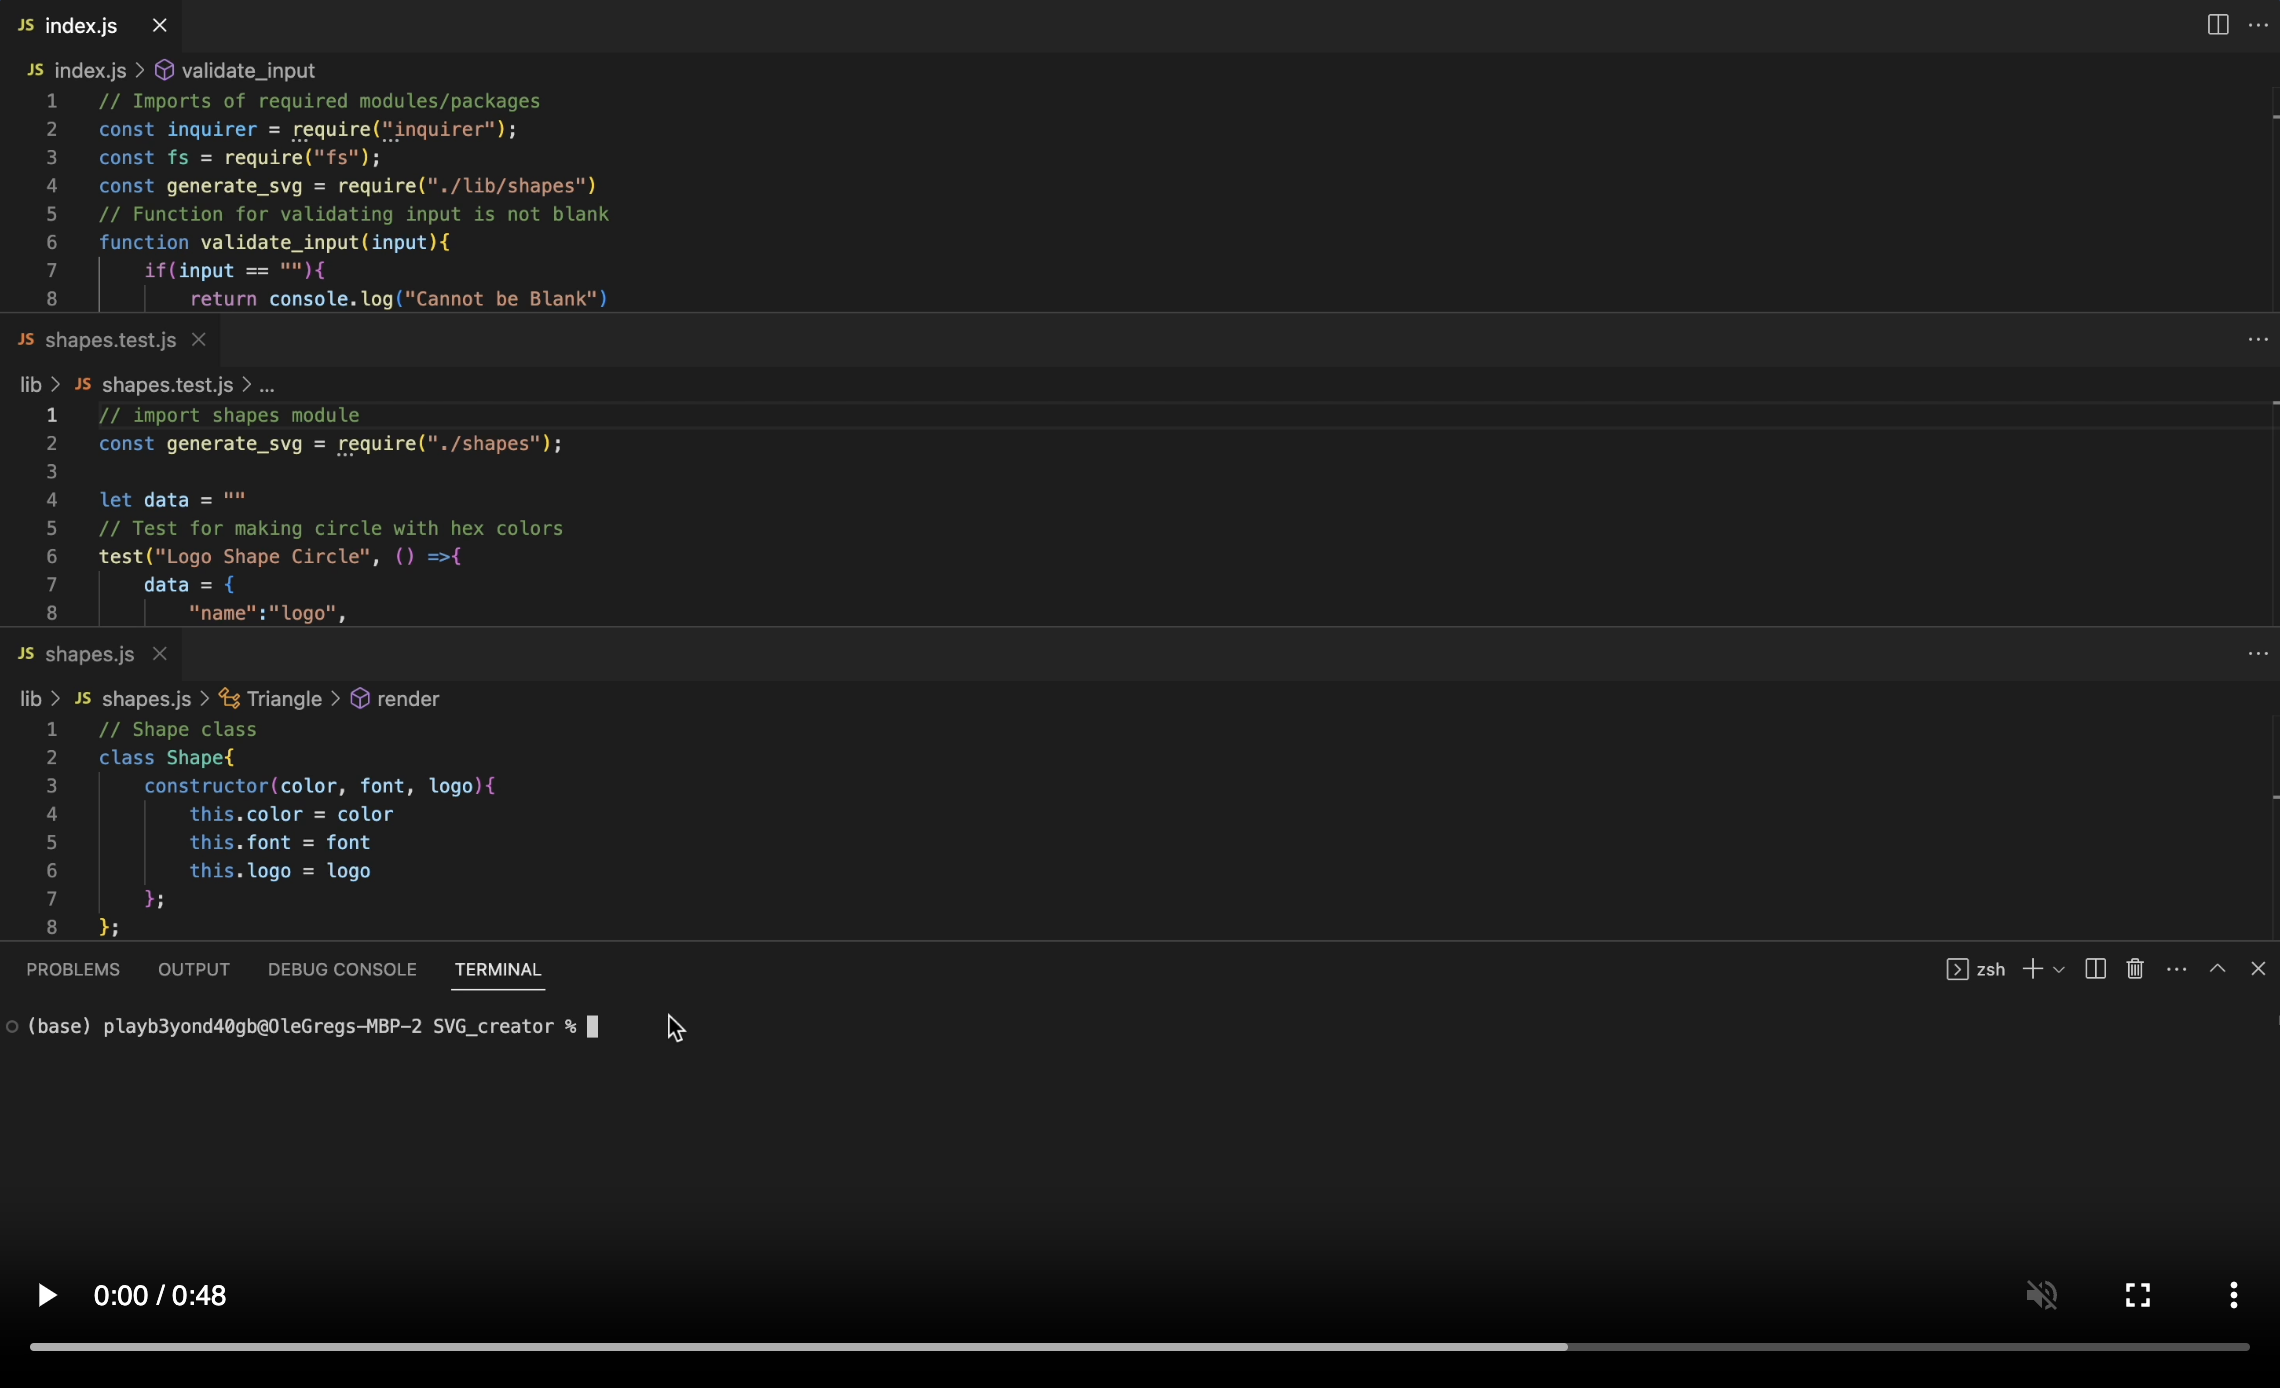 JS index.js
JS index.js > validate_input
1 // Imports of required modules/packages
2 const inquirer = require("inquirer");
3 const fs = require("fs");
4 const generate_svg = require("./lib/shapes")
5 // Function for validating input is not blank
6 function validate_input(input){
7     if(input == ""){
8         return console.log("Cannot be Blank")
JS shapes.test.js
lib > JS shapes.test.js > ...
1 // import shapes module
2 const generate_svg = require("./shapes");
3
4 let data = ""
5 // Test for making circle with hex colors
6 test("Logo Shape Circle", () =>{
7     data = {
8         "name":"logo",
JS shapes.js
lib > JS shapes.js > Triangle > render
1 // Shape class
2 class Shape{
3     constructor(color, font, logo){
4         this.color = color
5         this.font = font
6         this.logo = logo
7     };
8 };
PROBLEMS OUTPUT DEBUG CONSOLE TERMINAL zsh
(base) playb3yond40gb@OleGregs-MBP-2 SVG_creator %
0:00 / 0:48